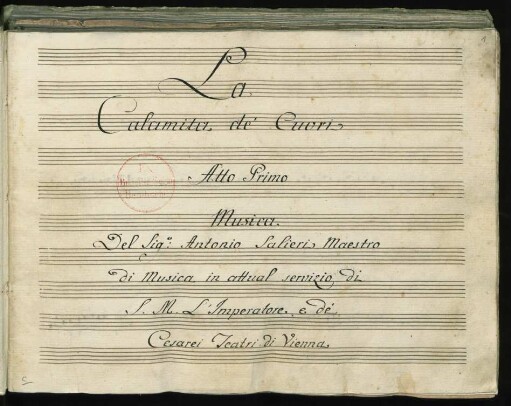 La
Calamita de' Cuori
Atto Primo
Musica.
Del Sigr: Antonio Salieri Maestro
di Musica in attual servizio di
S. M. L'Imperatore, e de'
Cesarei Teatri di Vienna